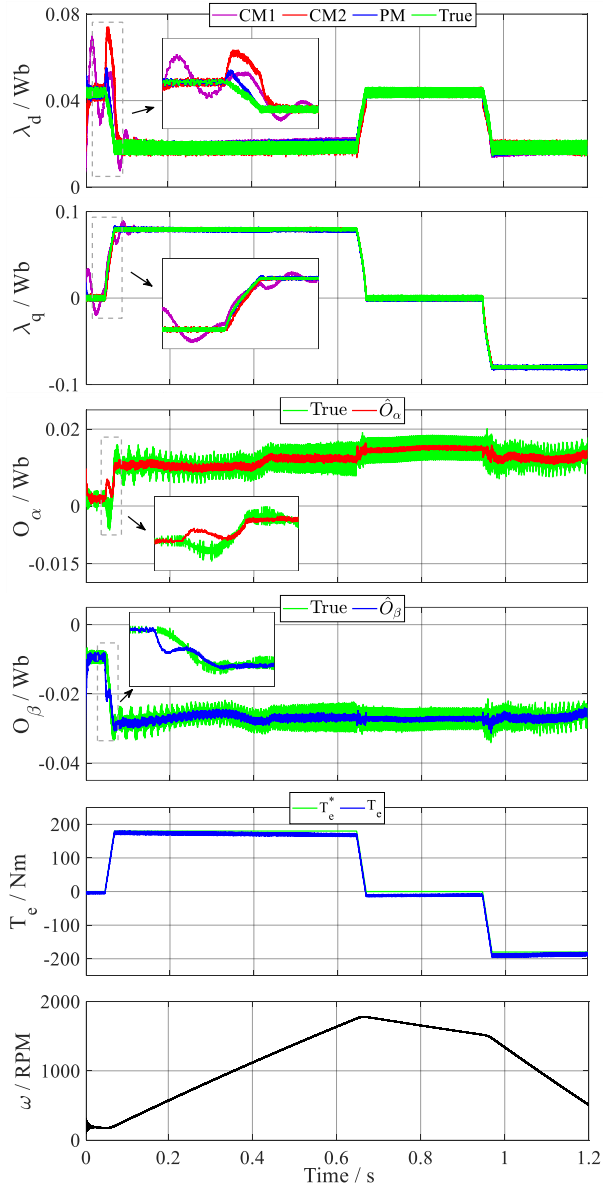 CM1 CM2 PM True
0.08
0.04
0
λd / Wb
0.1
0
-0.1
λq / Wb
True Ôα
0.02
0
-0.015
Oα / Wb
True Ôβ
0
-0.02
-0.04
Oβ / Wb
Te* Te
200
100
0
-100
-200
Te / Nm
2000
1000
0
ω / RPM
0 0.2 0.4 0.6 0.8 1 1.2
Time / s